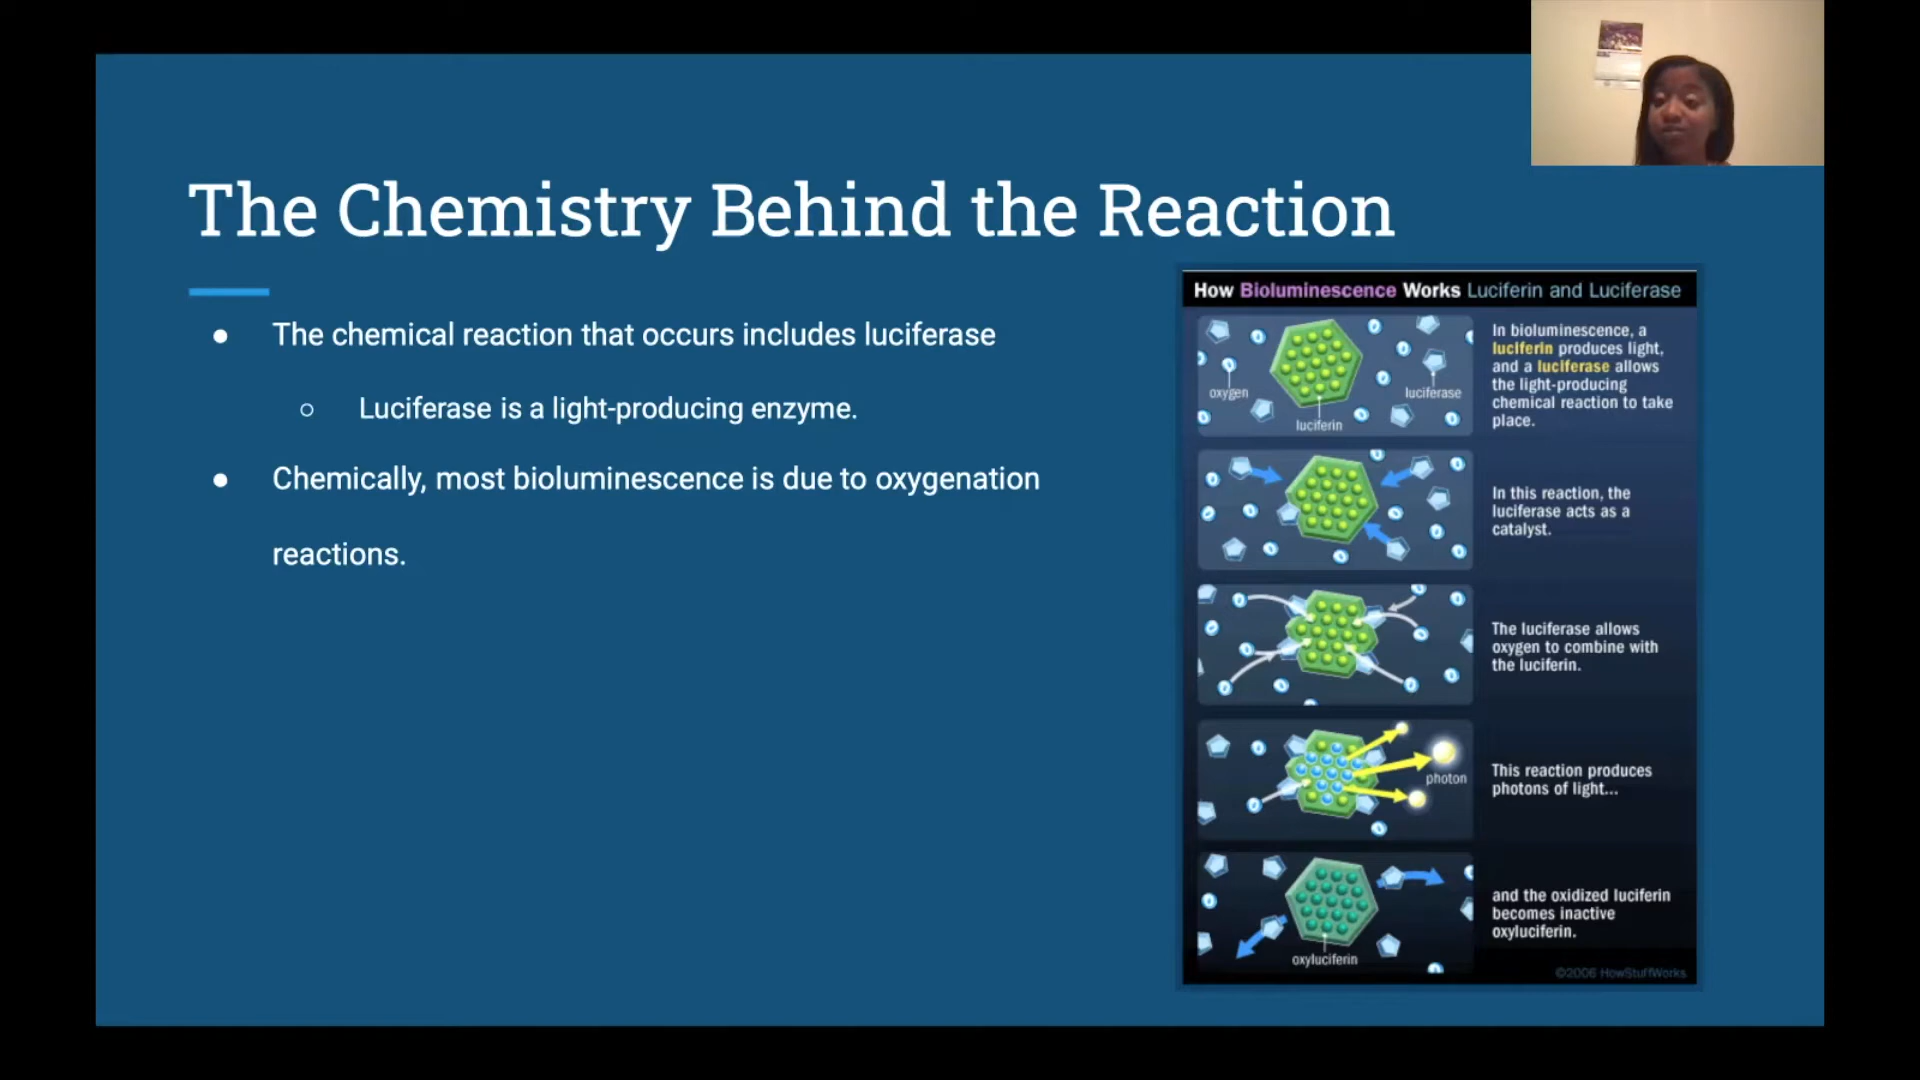 The Chemistry Behind the Reaction
● The chemical reaction that occurs includes luciferase
○ Luciferase is a light-producing enzyme.
● Chemically, most bioluminescence is due to oxygenation
reactions.
How Bioluminescence Works Luciferin and Luciferase
oxygen
luciferin
luciferase
In bioluminescence, a
luciferin produces light,
and a luciferase allows
the light-producing
chemical reaction to take
place.
In this reaction, the
luciferase acts as a
catalyst.
The luciferase allows
oxygen to combine with
the luciferin.
photon
This reaction produces
photons of light...
oxyluciferin
and the oxidized luciferin
becomes inactive
oxyluciferin.
©2006 HowStuffWorks